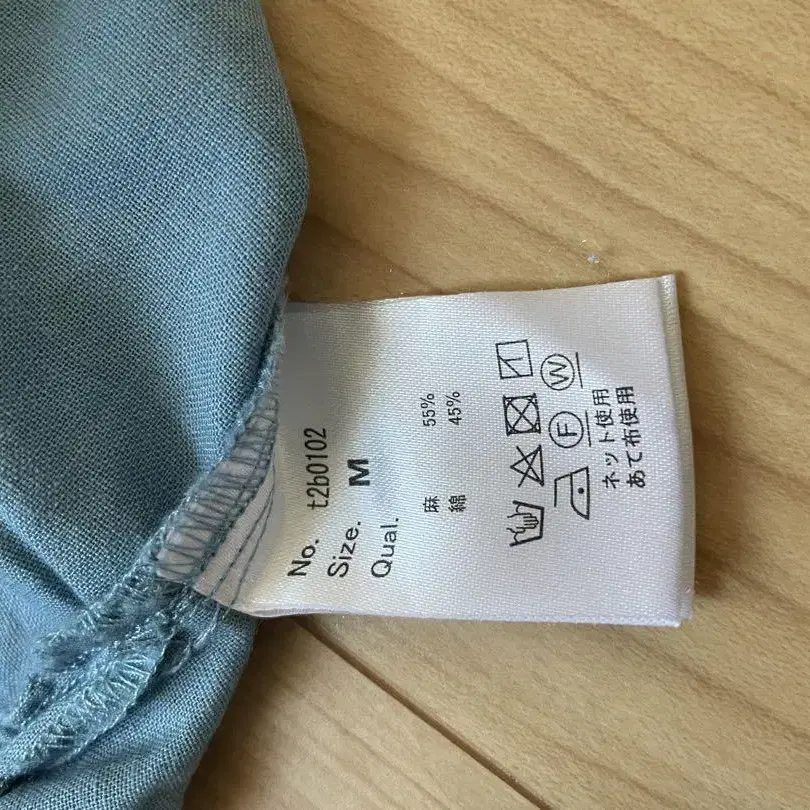 No. t2b0102
Size. M
Qual.
麻 55%
綿 45%
F W
ネット使用
あて布使用